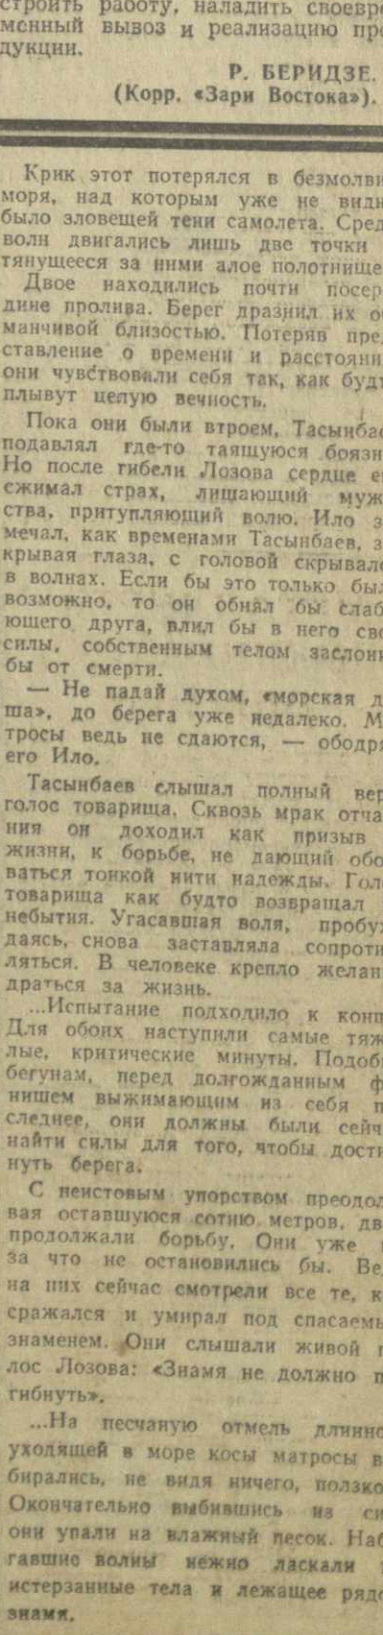 строить работу, наладить своевре-
менный вывоз и реализацию про-
дукции.
Р. БЕРИДЗЕ.
(Корр. «Зари Востока»).
Крик этот потерялся в безмолви
моря, над которым уже не видн
было зловещей тени самолета. Сред
волн двигались лишь две точки
тянущееся за ними алое полотнище
Двое находились почти посер
дине пролива. Берег дразнил их о
манчивой близостью. Потеряв пред
ставление о времени и расстояни
они чувствовали себя так, как будт
плывут целую вечность.
Пока они были втроем, Тасынбае
подавлял где-то таящуюся боязн
Но после гибели Лозова сердце е
сжимал страх, лишающий муже
ства, притупляющий волю. Ило з
мечал, как временами Тасынбаев, з
крывая глаза, с головой скрывалс
в волнах. Если бы это только был
возможно, то он обнял бы слаб
ющего друга, влил бы в него сво
силы, собственным телом заслони
бы от смерти.
— Не падай духом, «морская д
ша», до берега уже недалеко. М
тросы ведь не сдаются, — ободря
его Ило.
Тасынбаев слышал полный вер
голос товарища. Сквозь мрак отча
ния он доходил как призыв
жизни, к борьбе, не дающий обо
ваться тонкой нити надежды. Голо
товарища как будто возвращал
небытия. Угасавшая воля, пробу
даясь, снова заставляла сопроти
ляться. В человеке крепло желан
драться за жизнь.
...Испытание подходило к конц
Для обоих наступили самые тяж
лые, критические минуты. Подоб
бегунам, перед долгожданным ф
нишем выжимающим из себя п
следнее, они должны были сейч
найти силы для того, чтобы дости
нуть берега.
С неистовым упорством преодол
вая оставшуюся сотню метров, дв
продолжали борьбу. Они уже
за что не остановились бы. Ве
на них сейчас смотрели все те, к
сражался и умирал под спасаемы
знаменем. Они слышали живой г
лос Лозова: «Знамя не должно п
гибнуть».
...На песчаную отмель длинно
уходящей в море косы матросы в
бирались, не видя ничего, ползко
Окончательно выбившись из си
они упали на влажный песок. Наб
гавшие волны нежно ласкали
истерзанные тела и лежащее рядо
знамя.